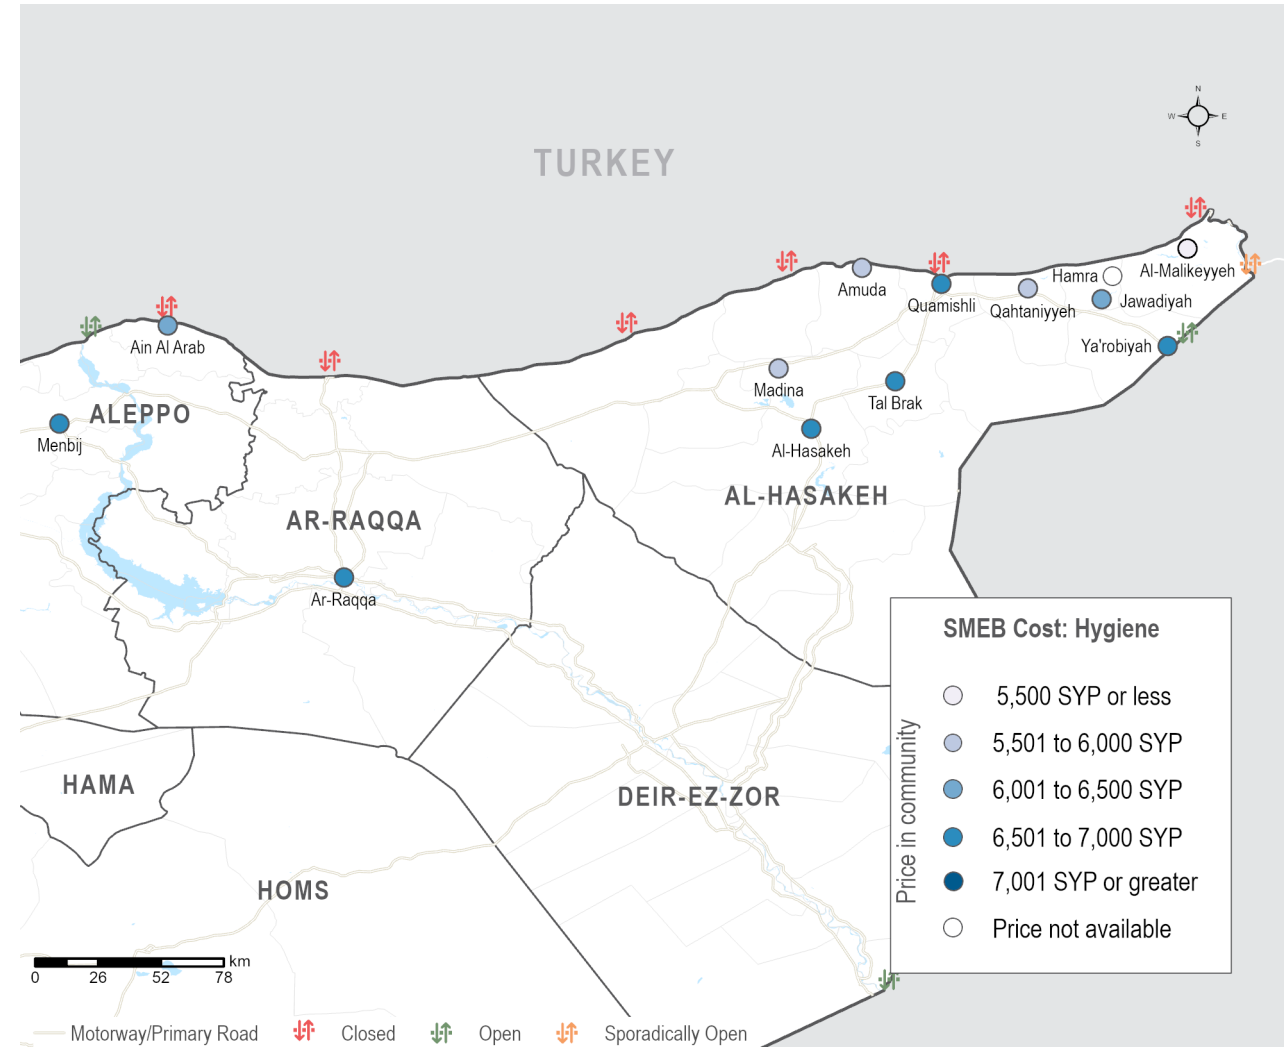 TURKEY
N
W
E
S
Hamra
Al-Malikeyyeh
Amuda
Quamishli
Qahtaniyyeh
Jawadiyah
Ain Al Arab
Ya'robiyah
Madina
Tal Brak
ALEPPO
Menbij
Al-Hasakeh
AL-HASAKEH
AR-RAQQA
Ar-Raqqa
HAMA
DEIR-EZ-ZOR
HOMS
SMEB Cost: Hygiene
Price in community
5,500 SYP or less
5,501 to 6,000 SYP
6,001 to 6,500 SYP
6,501 to 7,000 SYP
7,001 SYP or greater
Price not available
km
0 26 52 78
Motorway/Primary Road Closed Open Sporadically Open